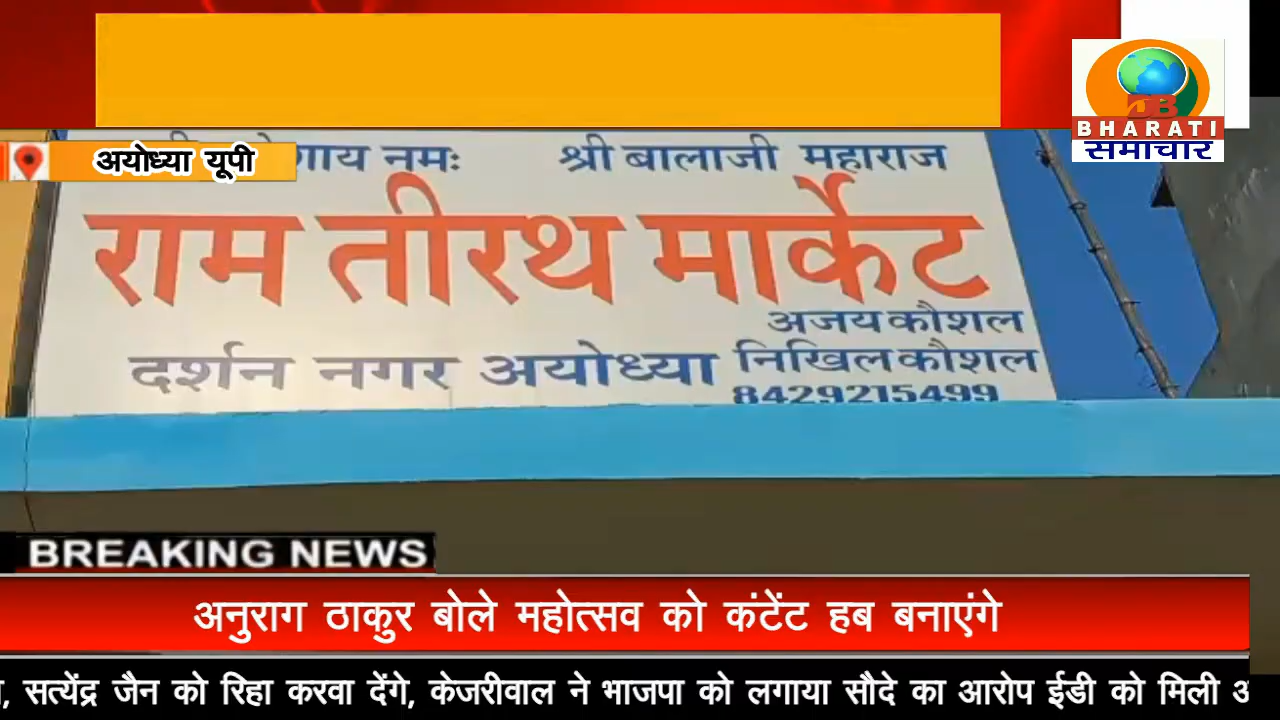 गाय नमः श्री बालाजी महाराज
BHARATI
समाचार
अयोध्या यूपी
राम तीरथ मार्केट
अजय कौशल
दर्शन नगर अयोध्या निखिल कौशल
8429215499
BREAKING NEWS
अनुराग ठाकुर बोले महोत्सव को कंटेंट हब बनाएंगे
, सत्येंद्र जैन को रिहा करवा देंगे, केजरीवाल ने भाजपा को लगाया सौदे का आरोप ईडी को मिली